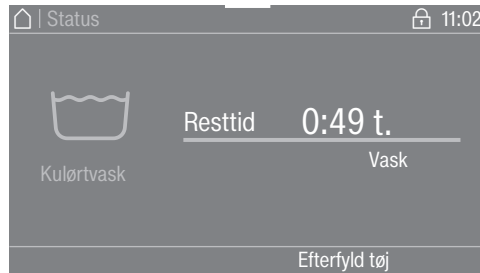 | Status 11:02
Resttid 0:49 t.
Vask
Kulørtvask
Efterfyld tøj